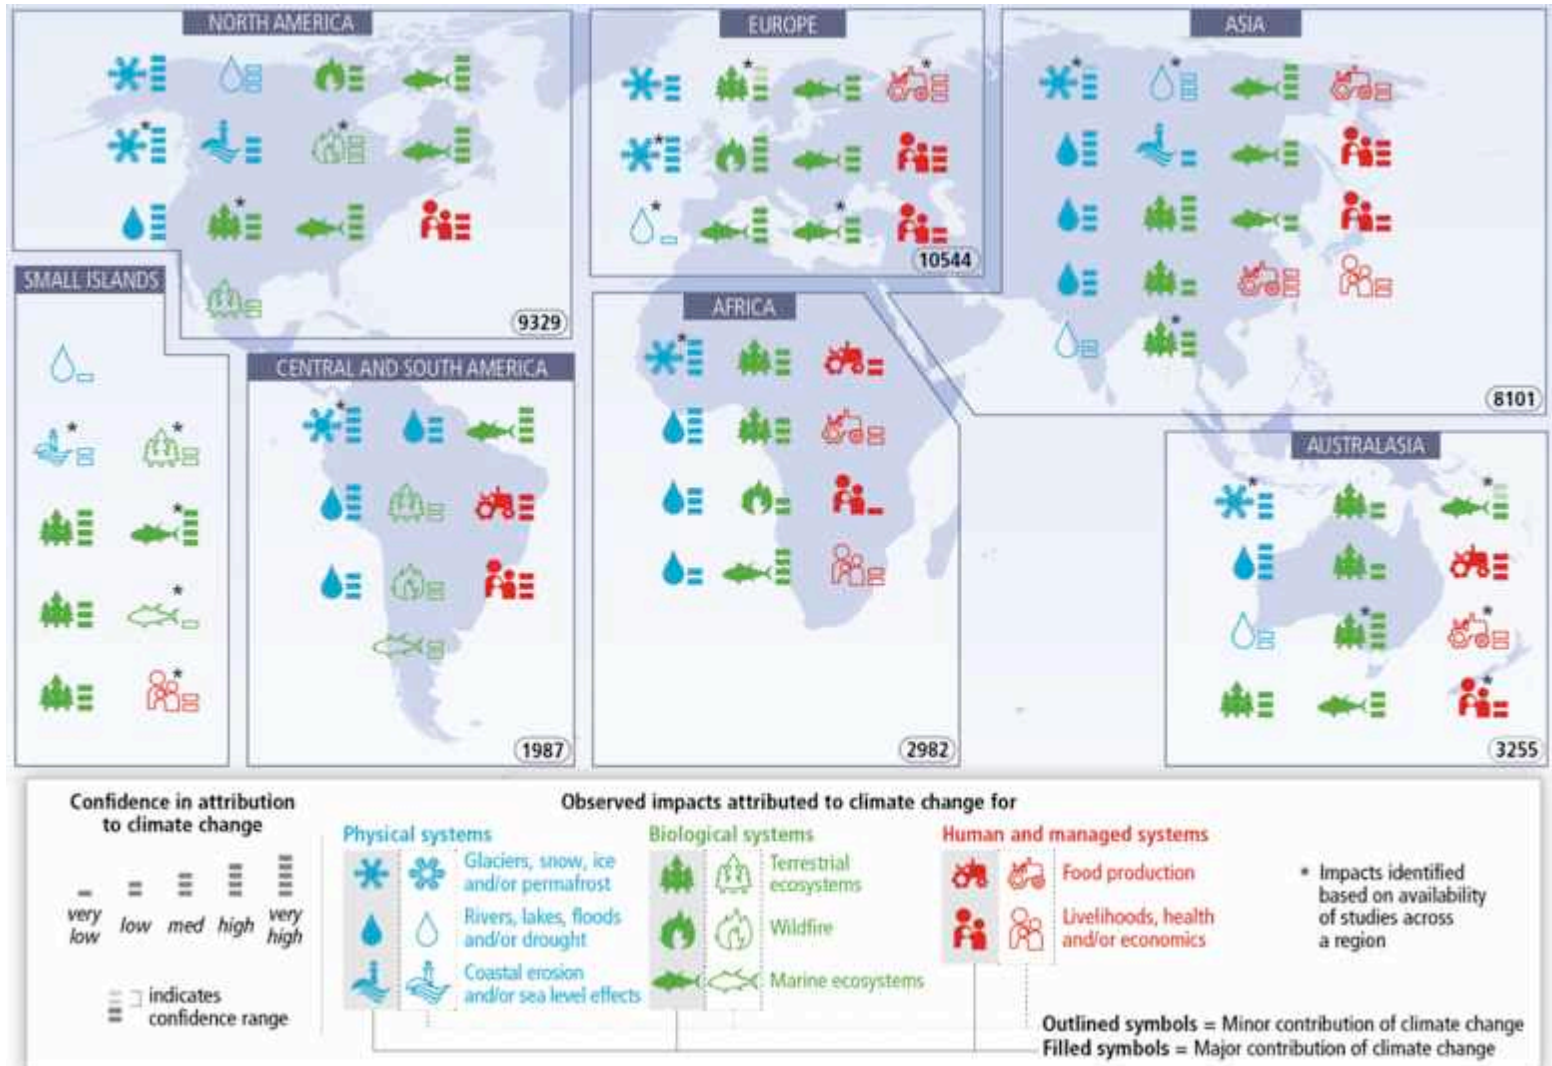 NORTH AMERICA
EUROPE
ASIA
10544
SMALL ISLANDS
9329
AFRICA
CENTRAL AND SOUTH AMERICA
8101
AUSTRALASIA
1987
2982
3255
Confidence in attribution
to climate change
very
low
low
med
high
very
high
indicates
confidence range
Observed impacts attributed to climate change for
Physical systems
Glaciers, snow, ice
and/or permafrost
Rivers, lakes, floods
and/or drought
Coastal erosion
and/or sea level effects
Biological systems
Terrestrial
ecosystems
Wildfire
Marine ecosystems
Human and managed systems
Food production
Livelihoods, health
and/or economics
* Impacts identified
based on availability
of studies across
a region
Outlined symbols = Minor contribution of climate change
Filled symbols = Major contribution of climate change